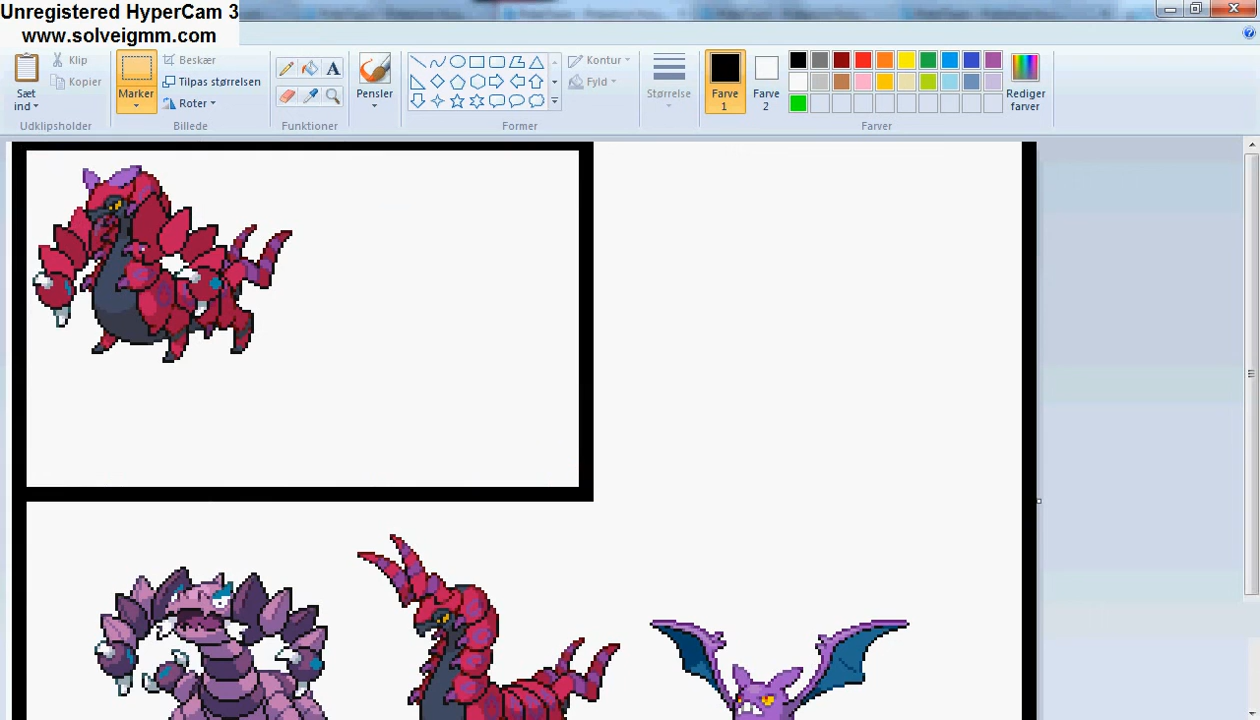 Unregistered HyperCam 3
www.solveigmm.com
Sæt
ind
Klip
Kopier
Udklipsholder
Marker
Beskær
Tilpas størrelsen
Roter
Billede
A
Funktioner
Pensler
Former
Kontur
Fyld
Størrelse
Farve
1
Farve
2
Farver
Rediger
farver